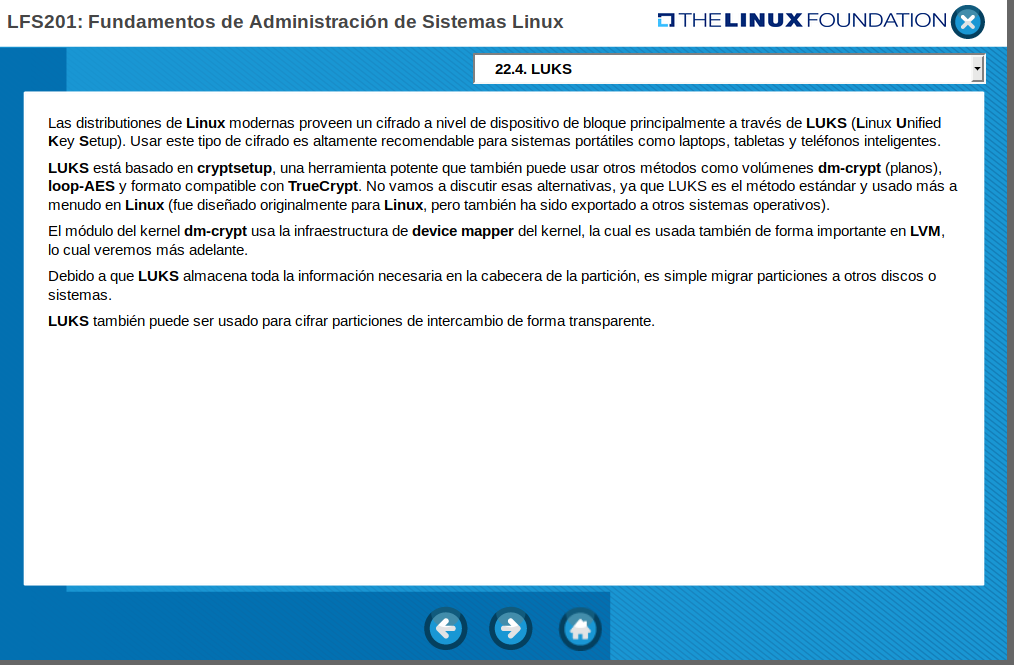 LFS201: Fundamentos de Administración de Sistemas Linux
THE LINUX FOUNDATION
22.4. LUKS
Las distributiones de Linux modernas proveen un cifrado a nivel de dispositivo de bloque principalmente a través de LUKS (Linux Unified
Key Setup). Usar este tipo de cifrado es altamente recomendable para sistemas portátiles como laptops, tabletas y teléfonos inteligentes.
LUKS está basado en cryptsetup, una herramienta potente que también puede usar otros métodos como volúmenes dm-crypt (planos),
loop-AES y formato compatible con TrueCrypt. No vamos a discutir esas alternativas, ya que LUKS es el método estándar y usado más a
menudo en Linux (fue diseñado originalmente para Linux, pero también ha sido exportado a otros sistemas operativos).
El módulo del kernel dm-crypt usa la infraestructura de device mapper del kernel, la cual es usada también de forma importante en LVM,
lo cual veremos más adelante.
Debido a que LUKS almacena toda la información necesaria en la cabecera de la partición, es simple migrar particiones a otros discos o
sistemas.
LUKS también puede ser usado para cifrar particiones de intercambio de forma transparente.